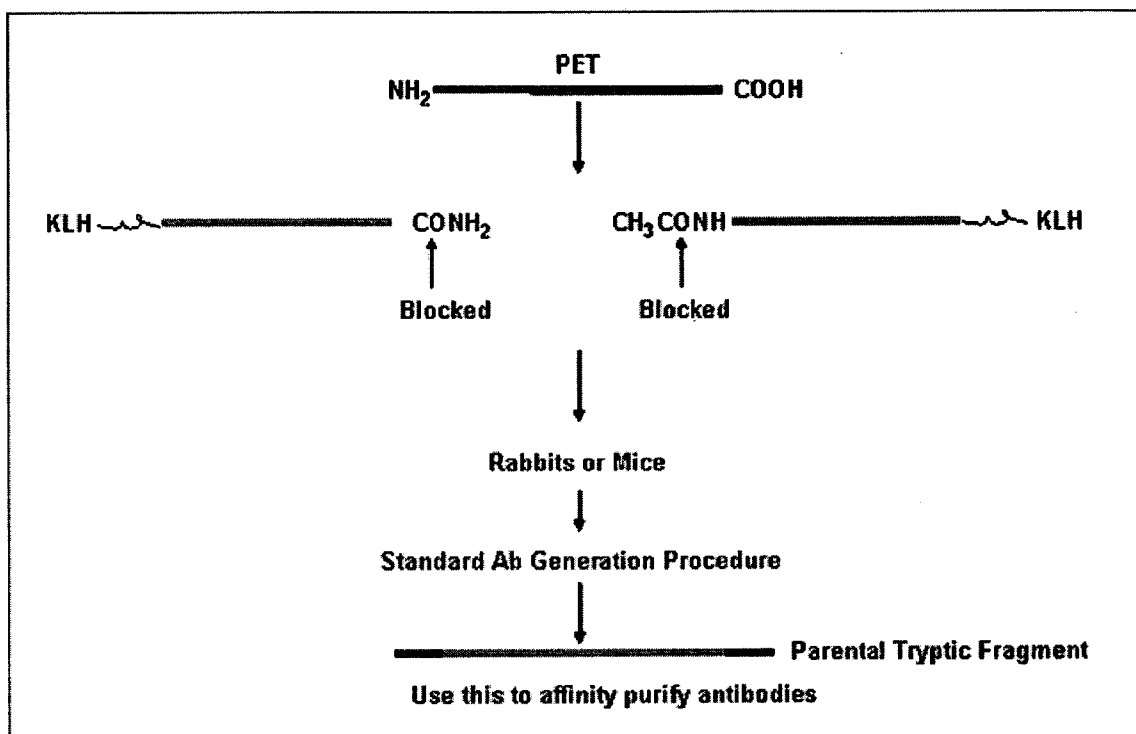 PET
NH₂ COOH
KLH CONH₂ CH₃CONH KLH
Blocked Blocked
Rabbits or Mice
Standard Ab Generation Procedure
Parental Tryptic Fragment
Use this to affinity purify antibodies